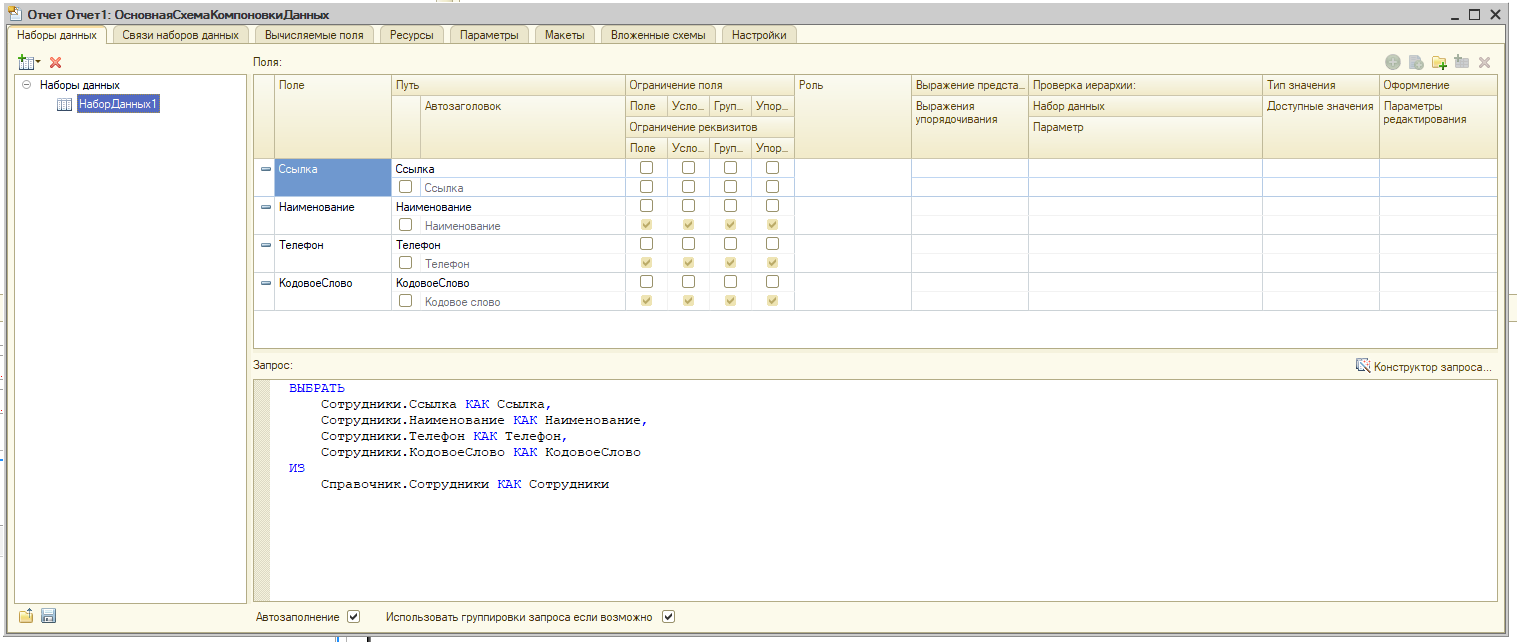 Отчет Отчет1: ОсновнаяСхемаКомпоновкиДанных
Наборы данных Связи наборов данных Вычисляемые поля Ресурсы Параметры Макеты Вложенные схемы Настройки
Поля:
Наборы данных
НаборДанных1
Поле Путь Ограничение поля Роль Выражение предста... Проверка иерархии: Тип значения Оформление
Автозаголовок Поле Усло... Груп... Упор... Выражения упорядочивания Набор данных Доступные значения Параметры редактирования
Ограничение реквизитов Параметр
Поле Усло... Груп... Упор...
Ссылка Ссылка
Ссылка
Наименование Наименование
Наименование
Телефон Телефон
Телефон
КодовоеСлово КодовоеСлово
Кодовое слово
Запрос: Конструктор запроса...
ВЫБРАТЬ
Сотрудники.Ссылка КАК Ссылка,
Сотрудники.Наименование КАК Наименование,
Сотрудники.Телефон КАК Телефон,
Сотрудники.КодовоеСлово КАК КодовоеСлово
ИЗ
Справочник.Сотрудники КАК Сотрудники
Автозаполнение Использовать группировки запроса если возможно